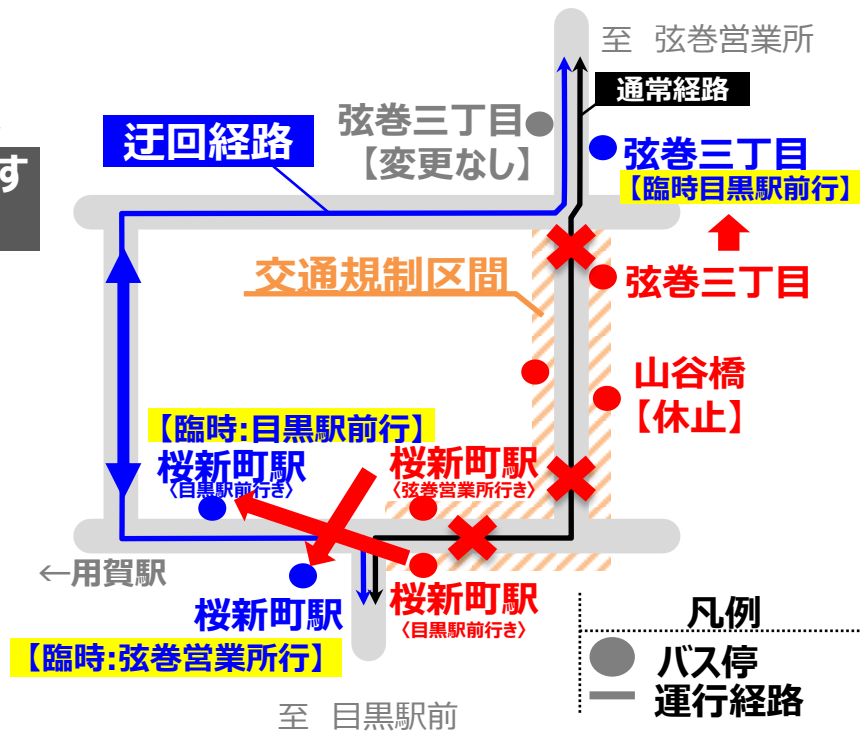 至 弦巻営業所
通常経路
弦巻三丁目
【変更なし】
迂回経路
す
弦巻三丁目
【臨時目黒駅前行】
交通規制区間
弦巻三丁目
山谷橋
【休止】
【臨時:目黒駅前行】
桜新町駅
〈目黒駅前行き〉
桜新町駅
〈弦巻営業所行き〉
←用賀駅
桜新町駅
【臨時:弦巻営業所行】
桜新町駅
〈目黒駅前行き〉
凡例
バス停
運行経路
至 目黒駅前